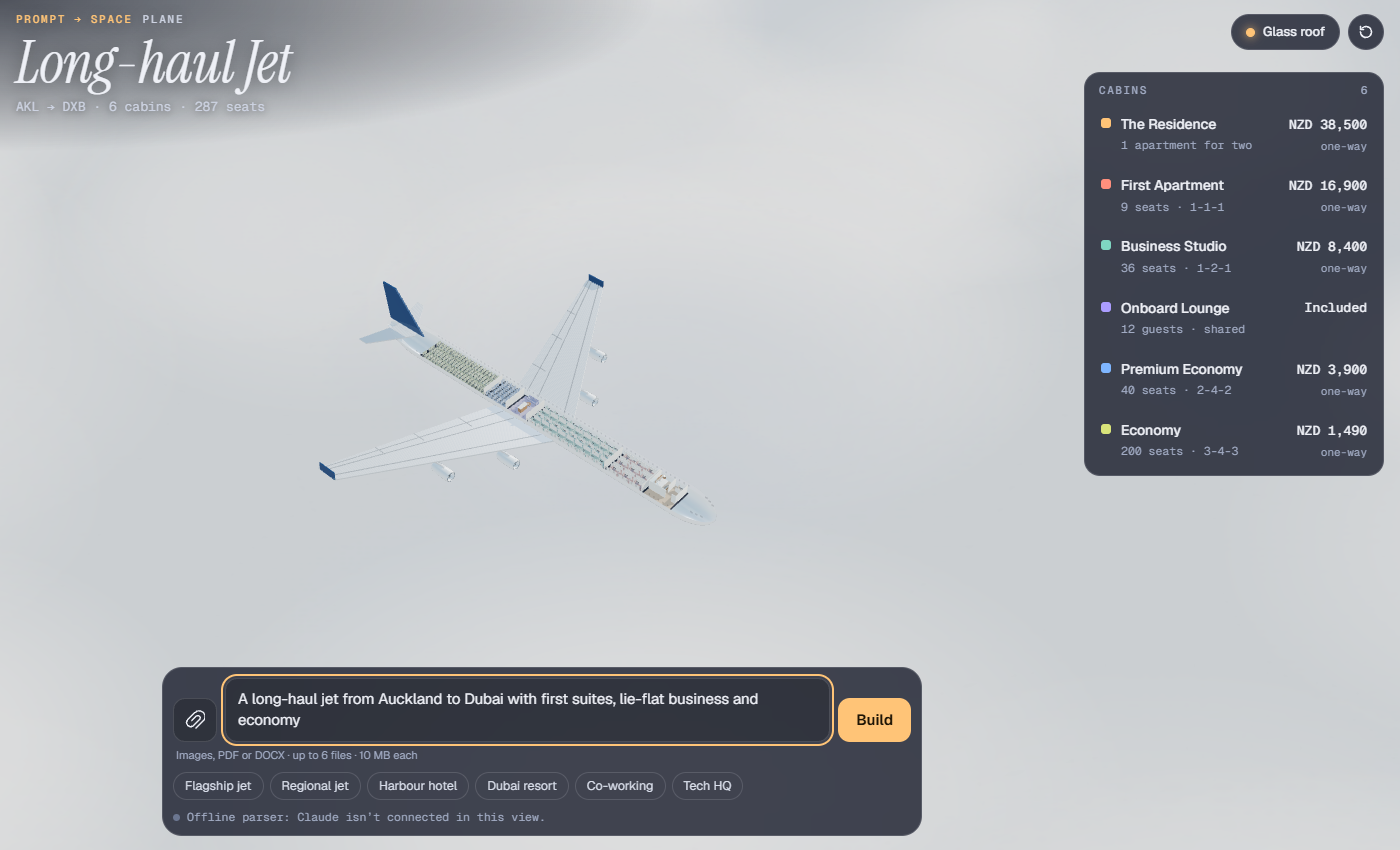 PROMPT → SPACE PLANE
Long-haul Jet
AKL → DXB · 6 cabins · 287 seats
Glass roof
CABINS 6
The Residence NZD 38,500
1 apartment for two one-way
First Apartment NZD 16,900
9 seats · 1-1-1 one-way
Business Studio NZD 8,400
36 seats · 1-2-1 one-way
Onboard Lounge Included
12 guests · shared
Premium Economy NZD 3,900
40 seats · 2-4-2 one-way
Economy NZD 1,490
200 seats · 3-4-3 one-way
A long-haul jet from Auckland to Dubai with first suites, lie-flat business and
economy
Build
Images, PDF or DOCX · up to 6 files · 10 MB each
Flagship jet Regional jet Harbour hotel Dubai resort Co-working Tech HQ
Offline parser: Claude isn't connected in this view.